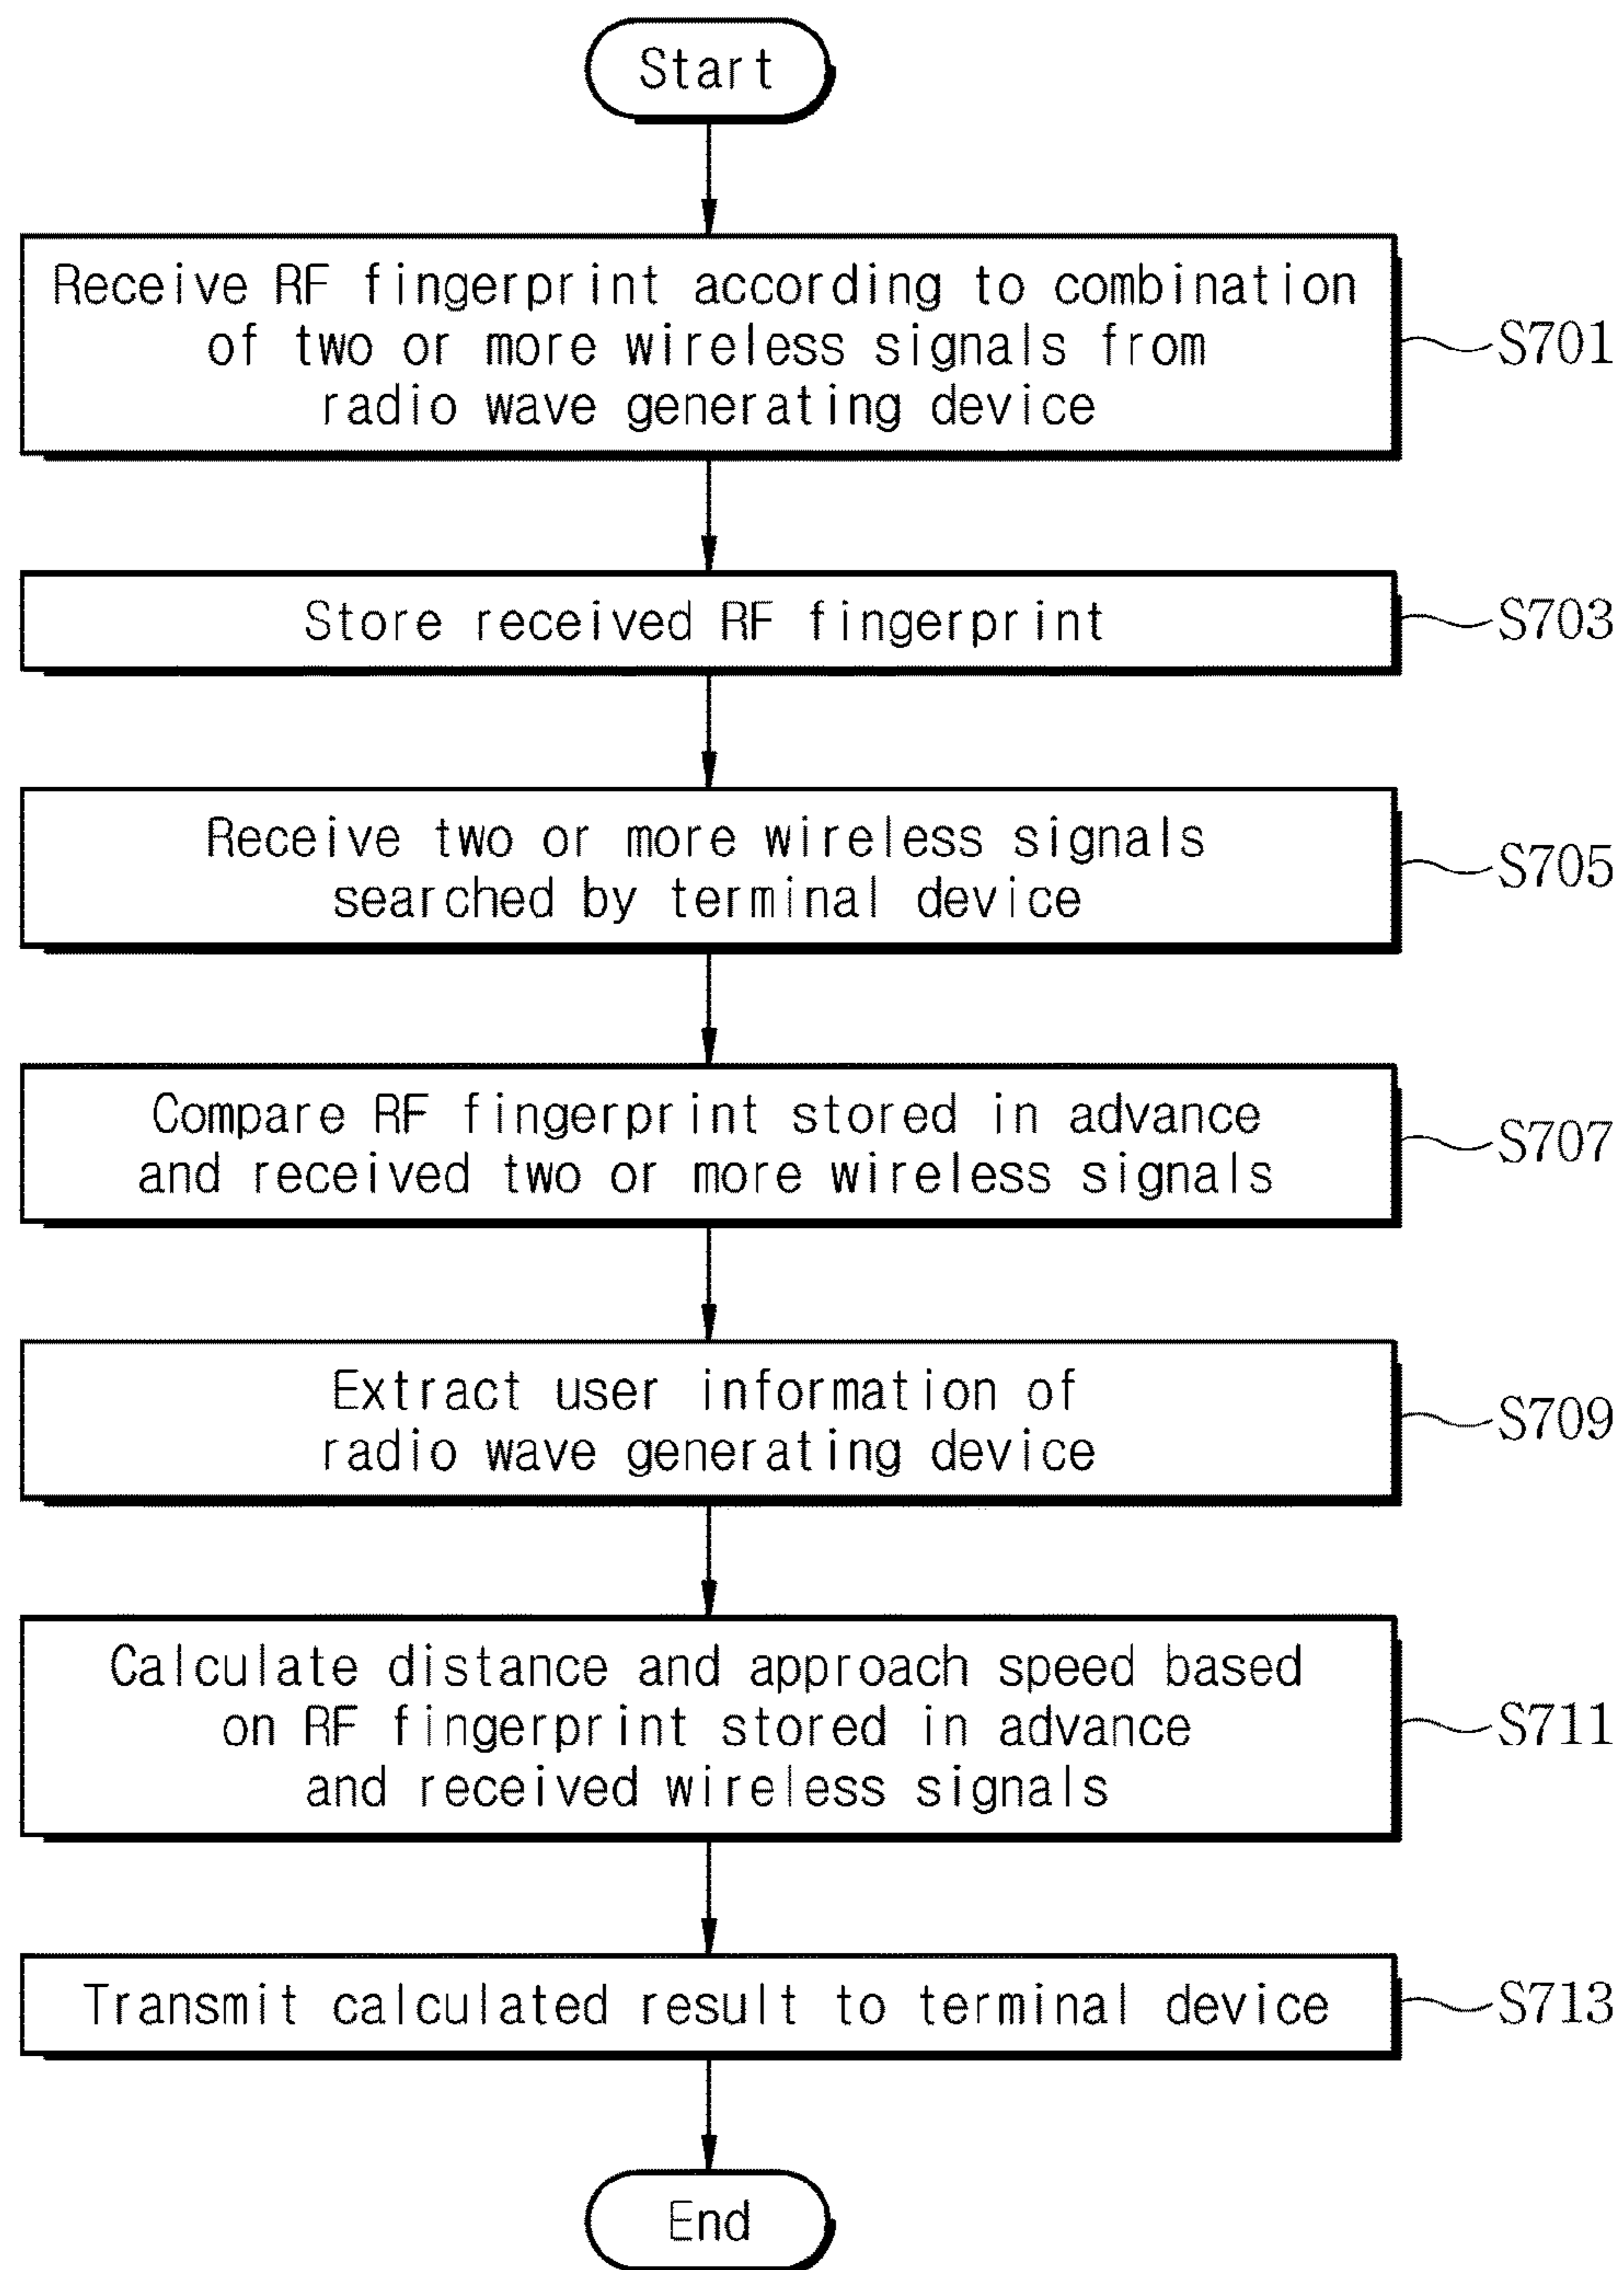 Start
Receive RF fingerprint according to combination
of two or more wireless signals from
radio wave generating device
S701
Store received RF fingerprint
S703
Receive two or more wireless signals
searched by terminal device
S705
Compare RF fingerprint stored in advance
and received two or more wireless signals
S707
Extract user information of
radio wave generating device
S709
Calculate distance and approach speed based
on RF fingerprint stored in advance
and received wireless signals
S711
Transmit calculated result to terminal device
S713
End